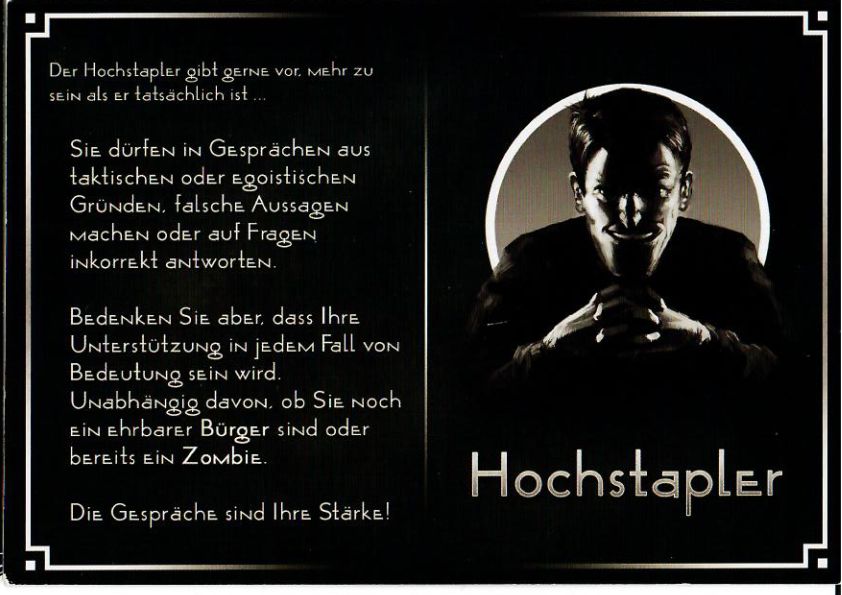 Der Hochstapler gibt gerne vor, mehr zu
sein als er tatsächlich ist ...
Sie dürfen in Gesprächen aus
taktischen oder egoistischen
Gründen, falsche Aussagen
machen oder auf Fragen
inkorrekt antworten.
Bedenken Sie aber, dass Ihre
Unterstützung in jedem Fall von
Bedeutung sein wird.
Unabhängig davon, ob Sie noch
ein ehrbarer Bürger sind oder
bereits ein Zombie.
Die Gespräche sind Ihre Stärke!
Hochstapler